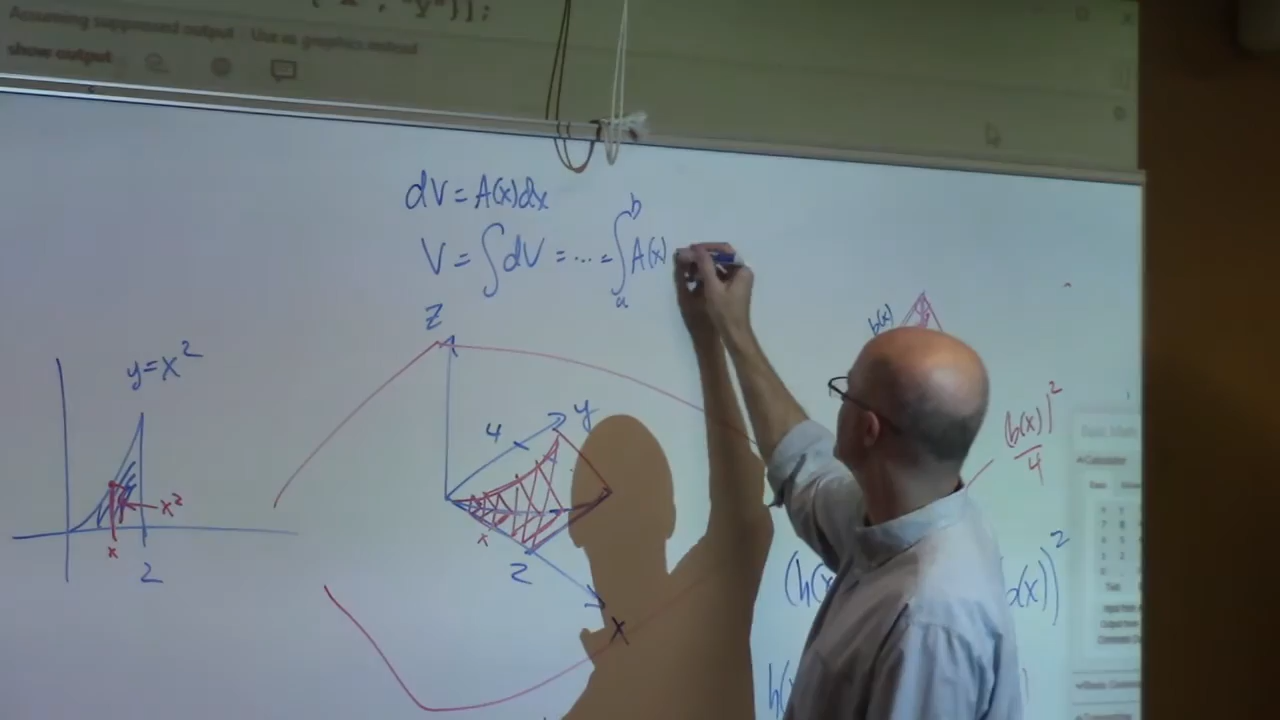 "y"}];
Assuming suppressed output Use as graphics instead
show output
dV = A(x)dx
V = ∫dV = ... = ∫ₐᵇ A(x)
z
y = x²
x²
x
2
4
y
x
2
X
b(x)
(b(x))²/4
(h(x
b(x))²
h(